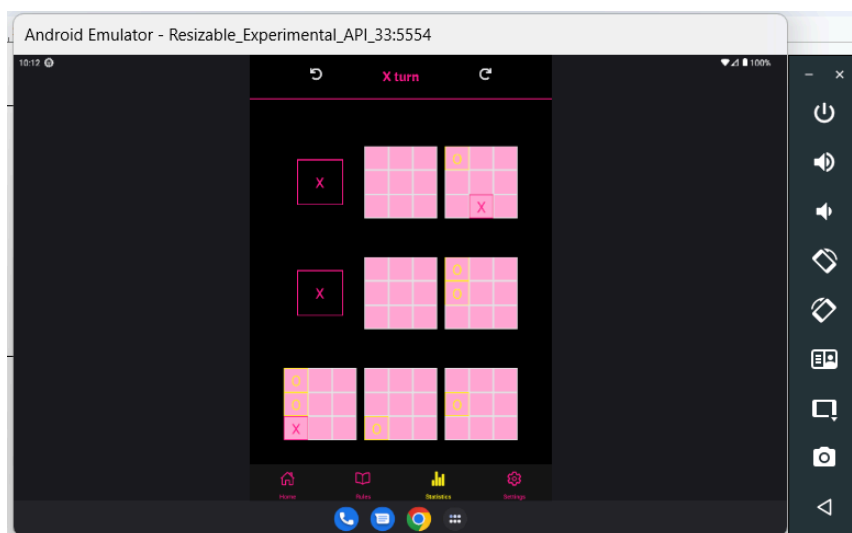 Android Emulator - Resizable_Experimental_API_33:5554
10:12
100%
X turn
X
O
X
X
O
O
O
O
X
O
O
Home
Rules
Statistics
Settings